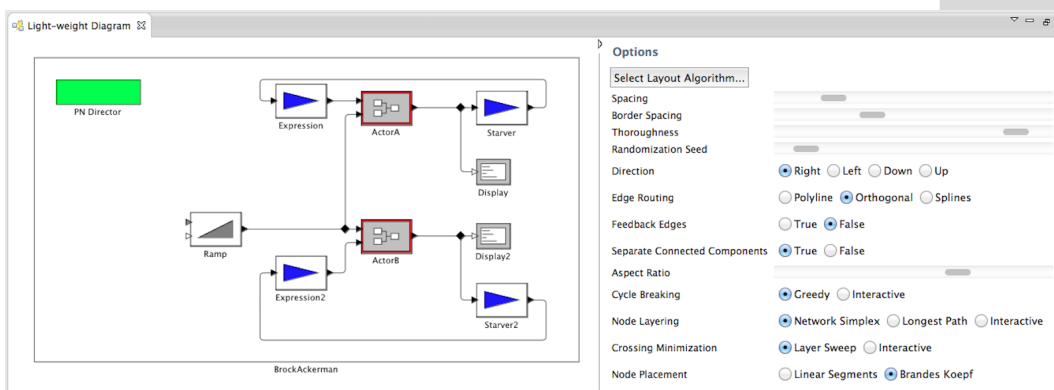 Light-weight Diagram
Options
Select Layout Algorithm...
Spacing
Border Spacing
Thoroughness
Randomization Seed
Direction Right Left Down Up
Edge Routing Polyline Orthogonal Splines
Feedback Edges True False
Separate Connected Components True False
Aspect Ratio
Cycle Breaking Greedy Interactive
Node Layering Network Simplex Longest Path Interactive
Crossing Minimization Layer Sweep Interactive
Node Placement Linear Segments Brandes Koepf
PN Director
Expression
ActorA
Starver
Display
Ramp
ActorB
Display2
Expression2
Starver2
BrockAckerman